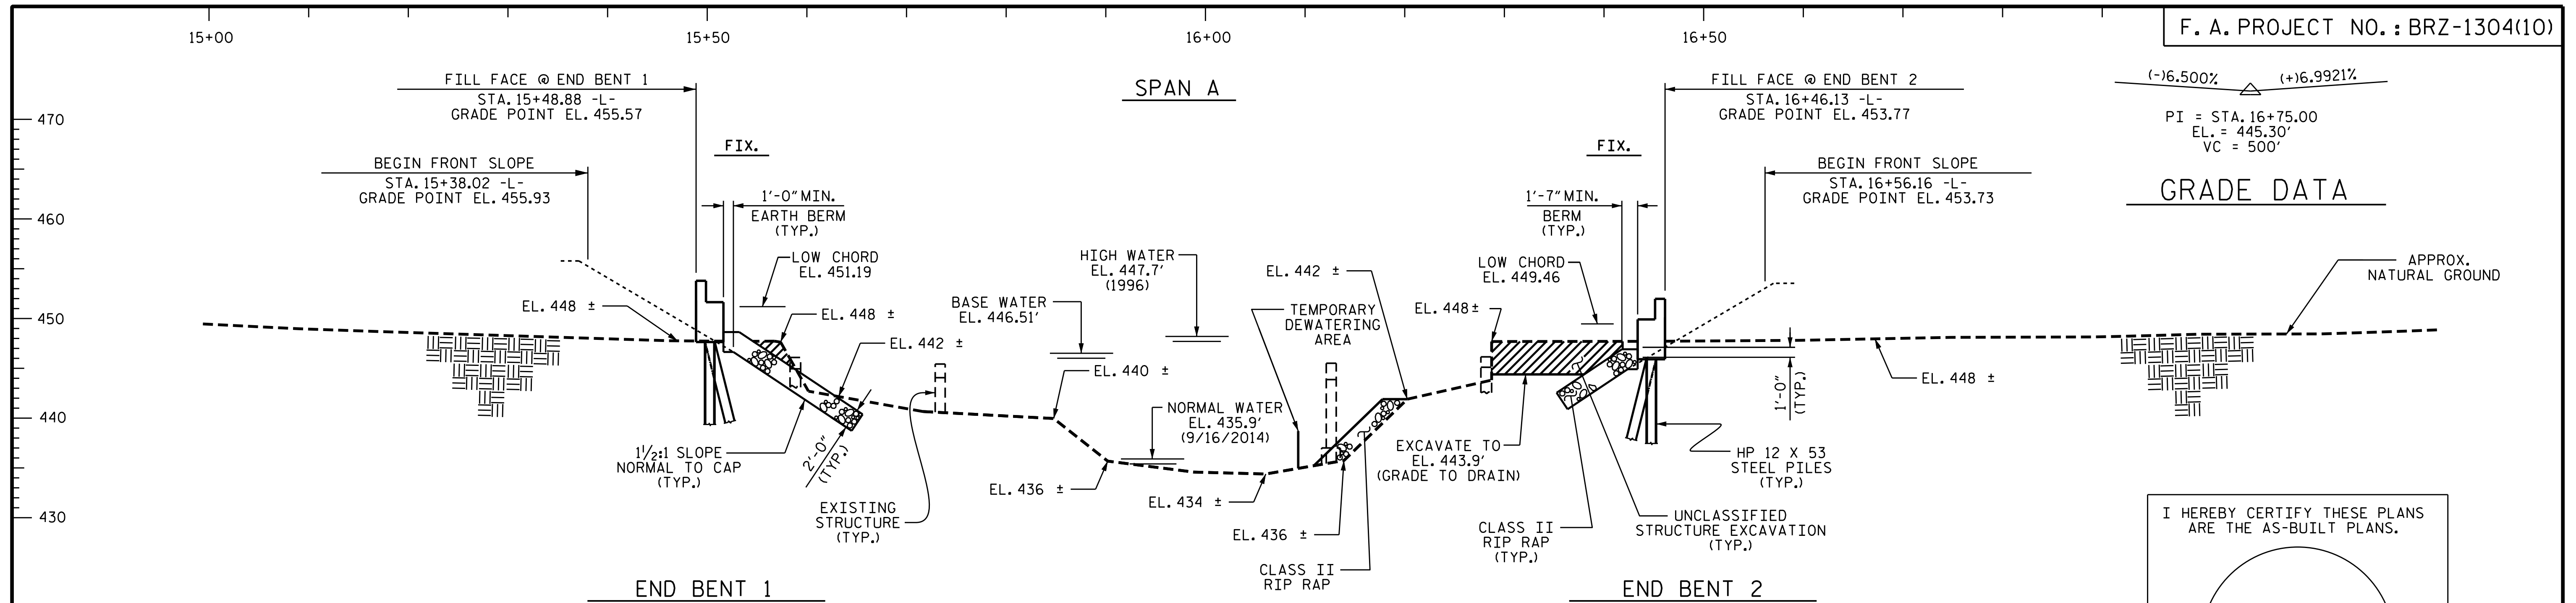 15+00
15+50
16+00
16+50
F. A. PROJECT NO.: BRZ-1304(10)
FILL FACE @ END BENT 1
STA. 15+48.88 -L-
GRADE POINT EL. 455.57
SPAN A
FILL FACE @ END BENT 2
STA. 16+46.13 -L-
GRADE POINT EL. 453.77
(-)6.500%
(+)6.9921%
PI = STA. 16+75.00
EL. = 445.30'
VC = 500'
GRADE DATA
470
460
450
440
430
FIX.
FIX.
BEGIN FRONT SLOPE
STA. 15+38.02 -L-
GRADE POINT EL. 455.93
1'-0" MIN.
EARTH BERM
(TYP.)
1'-7" MIN.
BERM
(TYP.)
BEGIN FRONT SLOPE
STA. 16+56.16 -L-
GRADE POINT EL. 453.73
LOW CHORD
EL. 451.19
HIGH WATER
EL. 447.7'
(1996)
EL. 442 ±
LOW CHORD
EL. 449.46
APPROX.
NATURAL GROUND
EL. 448 ±
EL. 448 ±
BASE WATER
EL. 446.51'
TEMPORARY
DEWATERING
AREA
EL. 448±
EL. 442 ±
EL. 440 ±
EL. 448 ±
1'-0"
(TYP.)
NORMAL WATER
EL. 435.9'
(9/16/2014)
1½:1 SLOPE
NORMAL TO CAP
(TYP.)
2'-0"
(TYP.)
EXCAVATE TO
EL. 443.9'
(GRADE TO DRAIN)
HP 12 X 53
STEEL PILES
(TYP.)
EL. 436 ±
EL. 434 ±
EXISTING
STRUCTURE
(TYP.)
EL. 436 ±
CLASS II
RIP RAP
(TYP.)
UNCLASSIFIED
STRUCTURE EXCAVATION
(TYP.)
CLASS II
RIP RAP
I HEREBY CERTIFY THESE PLANS
ARE THE AS-BUILT PLANS.
END BENT 1
END BENT 2